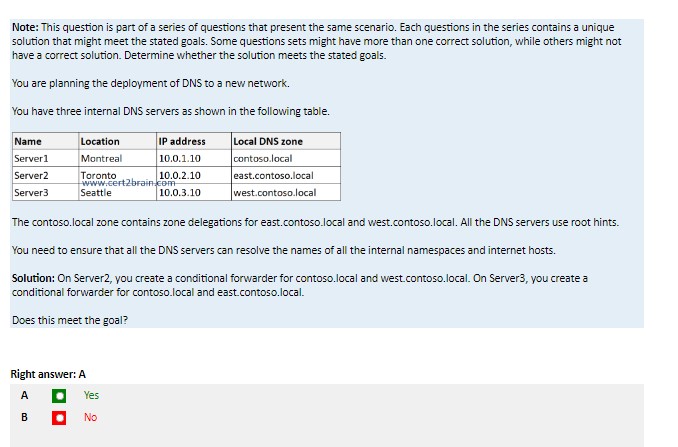 Note: This question is part of a series of questions that present the same scenario. Each questions in the series contains a unique
solution that might meet the stated goals. Some questions sets might have more than one correct solution, while others might not
have a correct solution. Determine whether the solution meets the stated goals.
You are planning the deployment of DNS to a new network.
You have three internal DNS servers as shown in the following table.
Name Location IP address Local DNS zone
Server1 Montreal 10.0.1.10 contoso.local
Server2 Toronto 10.0.2.10 east.contoso.local
www.cert2brain.com
Server3 Seattle 10.0.3.10 west.contoso.local
The contoso.local zone contains zone delegations for east.contoso.local and west.contoso.local. All the DNS servers use root hints.
You need to ensure that all the DNS servers can resolve the names of all the internal namespaces and internet hosts.
Solution: On Server2, you create a conditional forwarder for contoso.local and west.contoso.local. On Server3, you create a
conditional forwarder for contoso.local and east.contoso.local.
Does this meet the goal?
Right answer: A
A Yes
B No